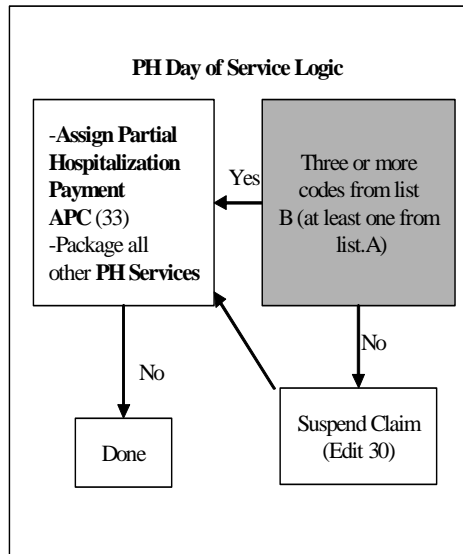 PH Day of Service Logic
-Assign Partial
Hospitalization
Payment
APC (33)
-Package all
other PH Services
Yes
Three or more
codes from list
B (at least one from
list.A)
No
No
Done
Suspend Claim
(Edit 30)